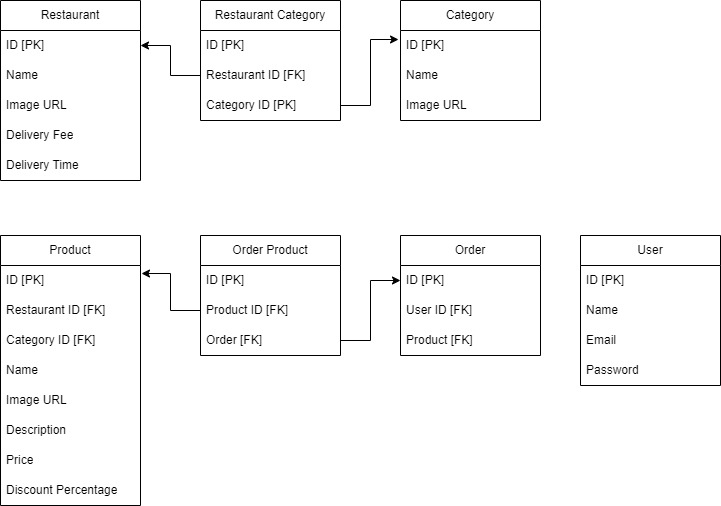 Restaurant
ID [PK]
Name
Image URL
Delivery Fee
Delivery Time
Restaurant Category
ID [PK]
Restaurant ID [FK]
Category ID [PK]
Category
ID [PK]
Name
Image URL
Product
ID [PK]
Restaurant ID [FK]
Category ID [FK]
Name
Image URL
Description
Price
Discount Percentage
Order Product
ID [PK]
Product ID [FK]
Order [FK]
Order
ID [PK]
User ID [FK]
Product [FK]
User
ID [PK]
Name
Email
Password